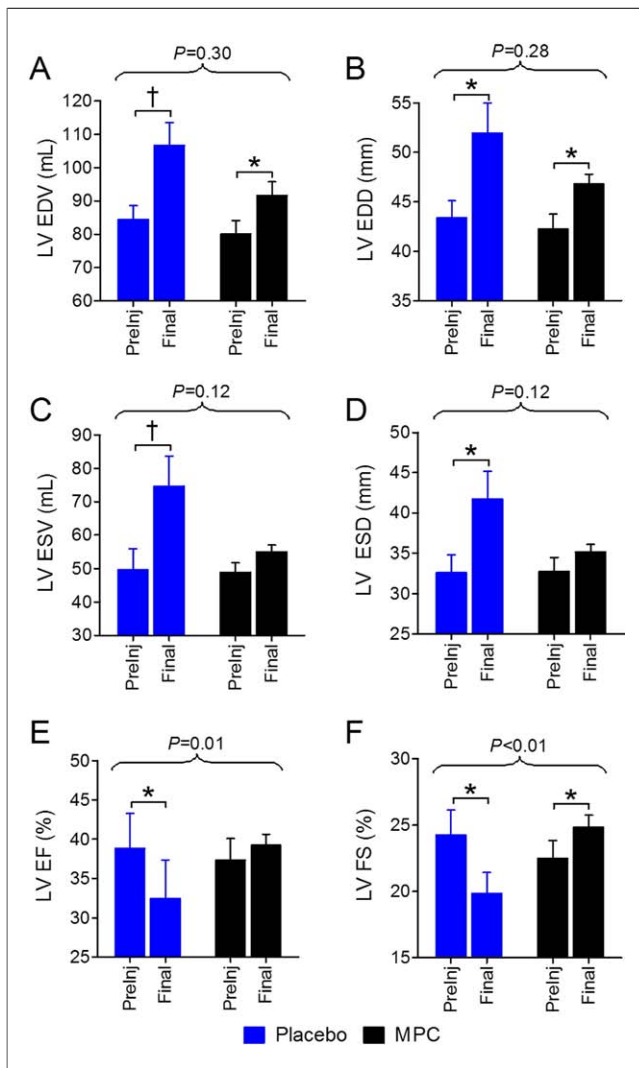 A
P=0.30
†
*
LV EDV (mL)
120
110
100
90
80
70
60
PreInj
Final
PreInj
Final
B
P=0.28
*
*
LV EDD (mm)
55
50
45
40
35
PreInj
Final
PreInj
Final
C
P=0.12
†
LV ESV (mL)
90
80
70
60
50
40
30
PreInj
Final
PreInj
Final
D
P=0.12
*
LV ESD (mm)
50
45
40
35
30
25
PreInj
Final
PreInj
Final
E
P=0.01
*
LV EF (%)
50
45
40
35
30
25
PreInj
Final
PreInj
Final
F
P<0.01
*
*
LV FS (%)
30
25
20
15
PreInj
Final
PreInj
Final
Placebo
MPC